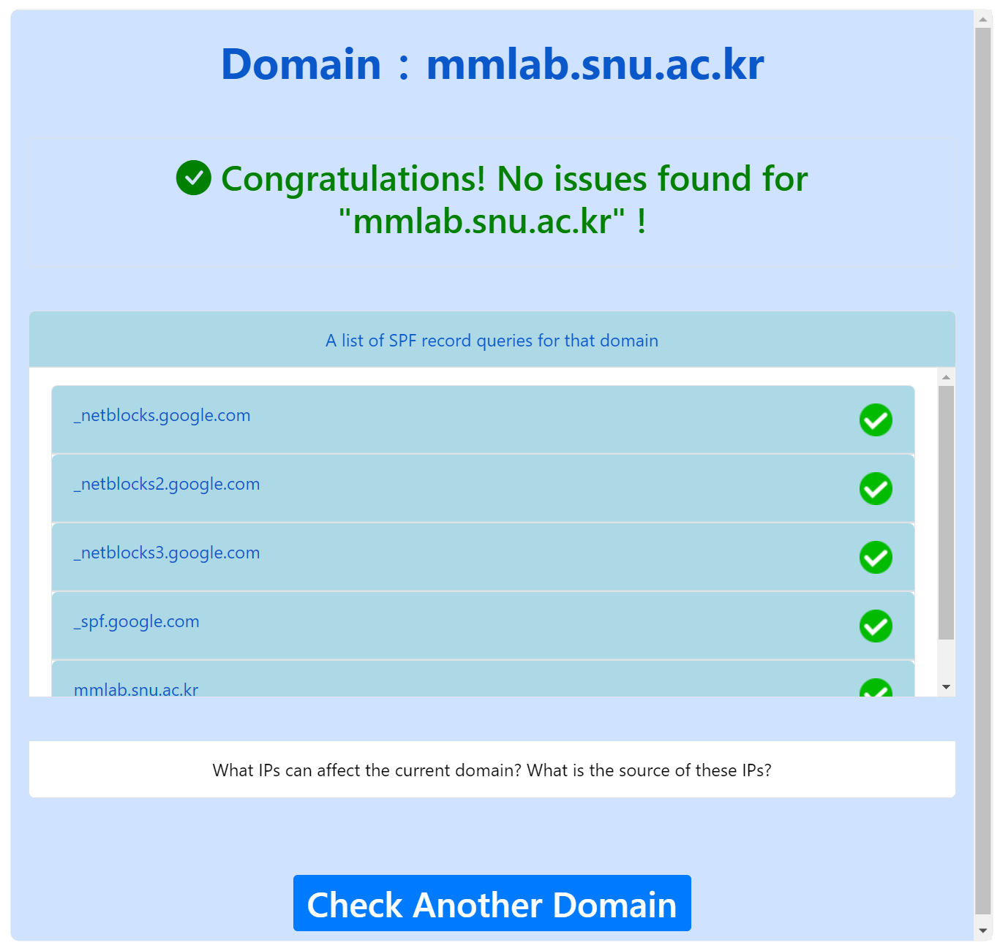 Domain : mmlab.snu.ac.kr
Congratulations! No issues found for
"mmlab.snu.ac.kr" !
A list of SPF record queries for that domain
_netblocks.google.com
_netblocks2.google.com
_netblocks3.google.com
_spf.google.com
mmlab.snu.ac.kr
What IPs can affect the current domain? What is the source of these IPs?
Check Another Domain